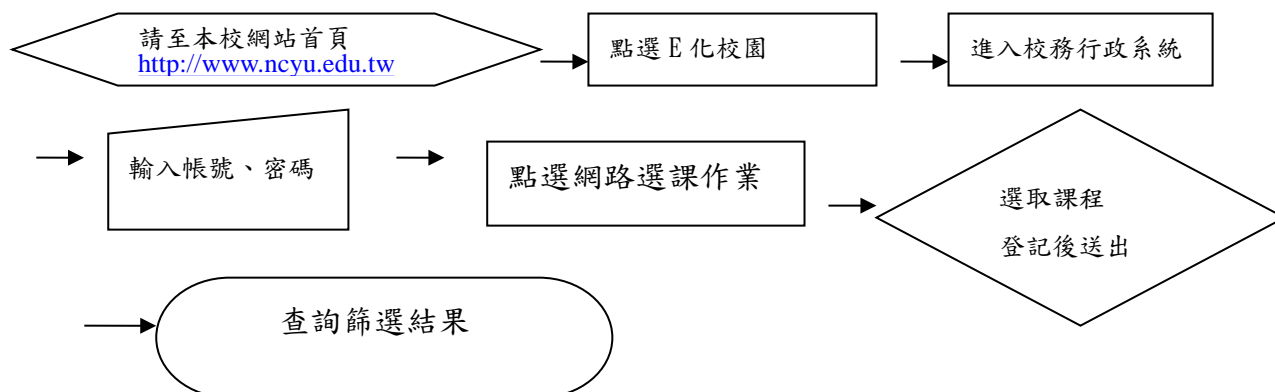 請至本校網站首頁
http://www.ncyu.edu.tw
點選E化校園
進入校務行政系統
輸入帳號、密碼
點選網路選課作業
選取課程
登記後送出
查詢篩選結果